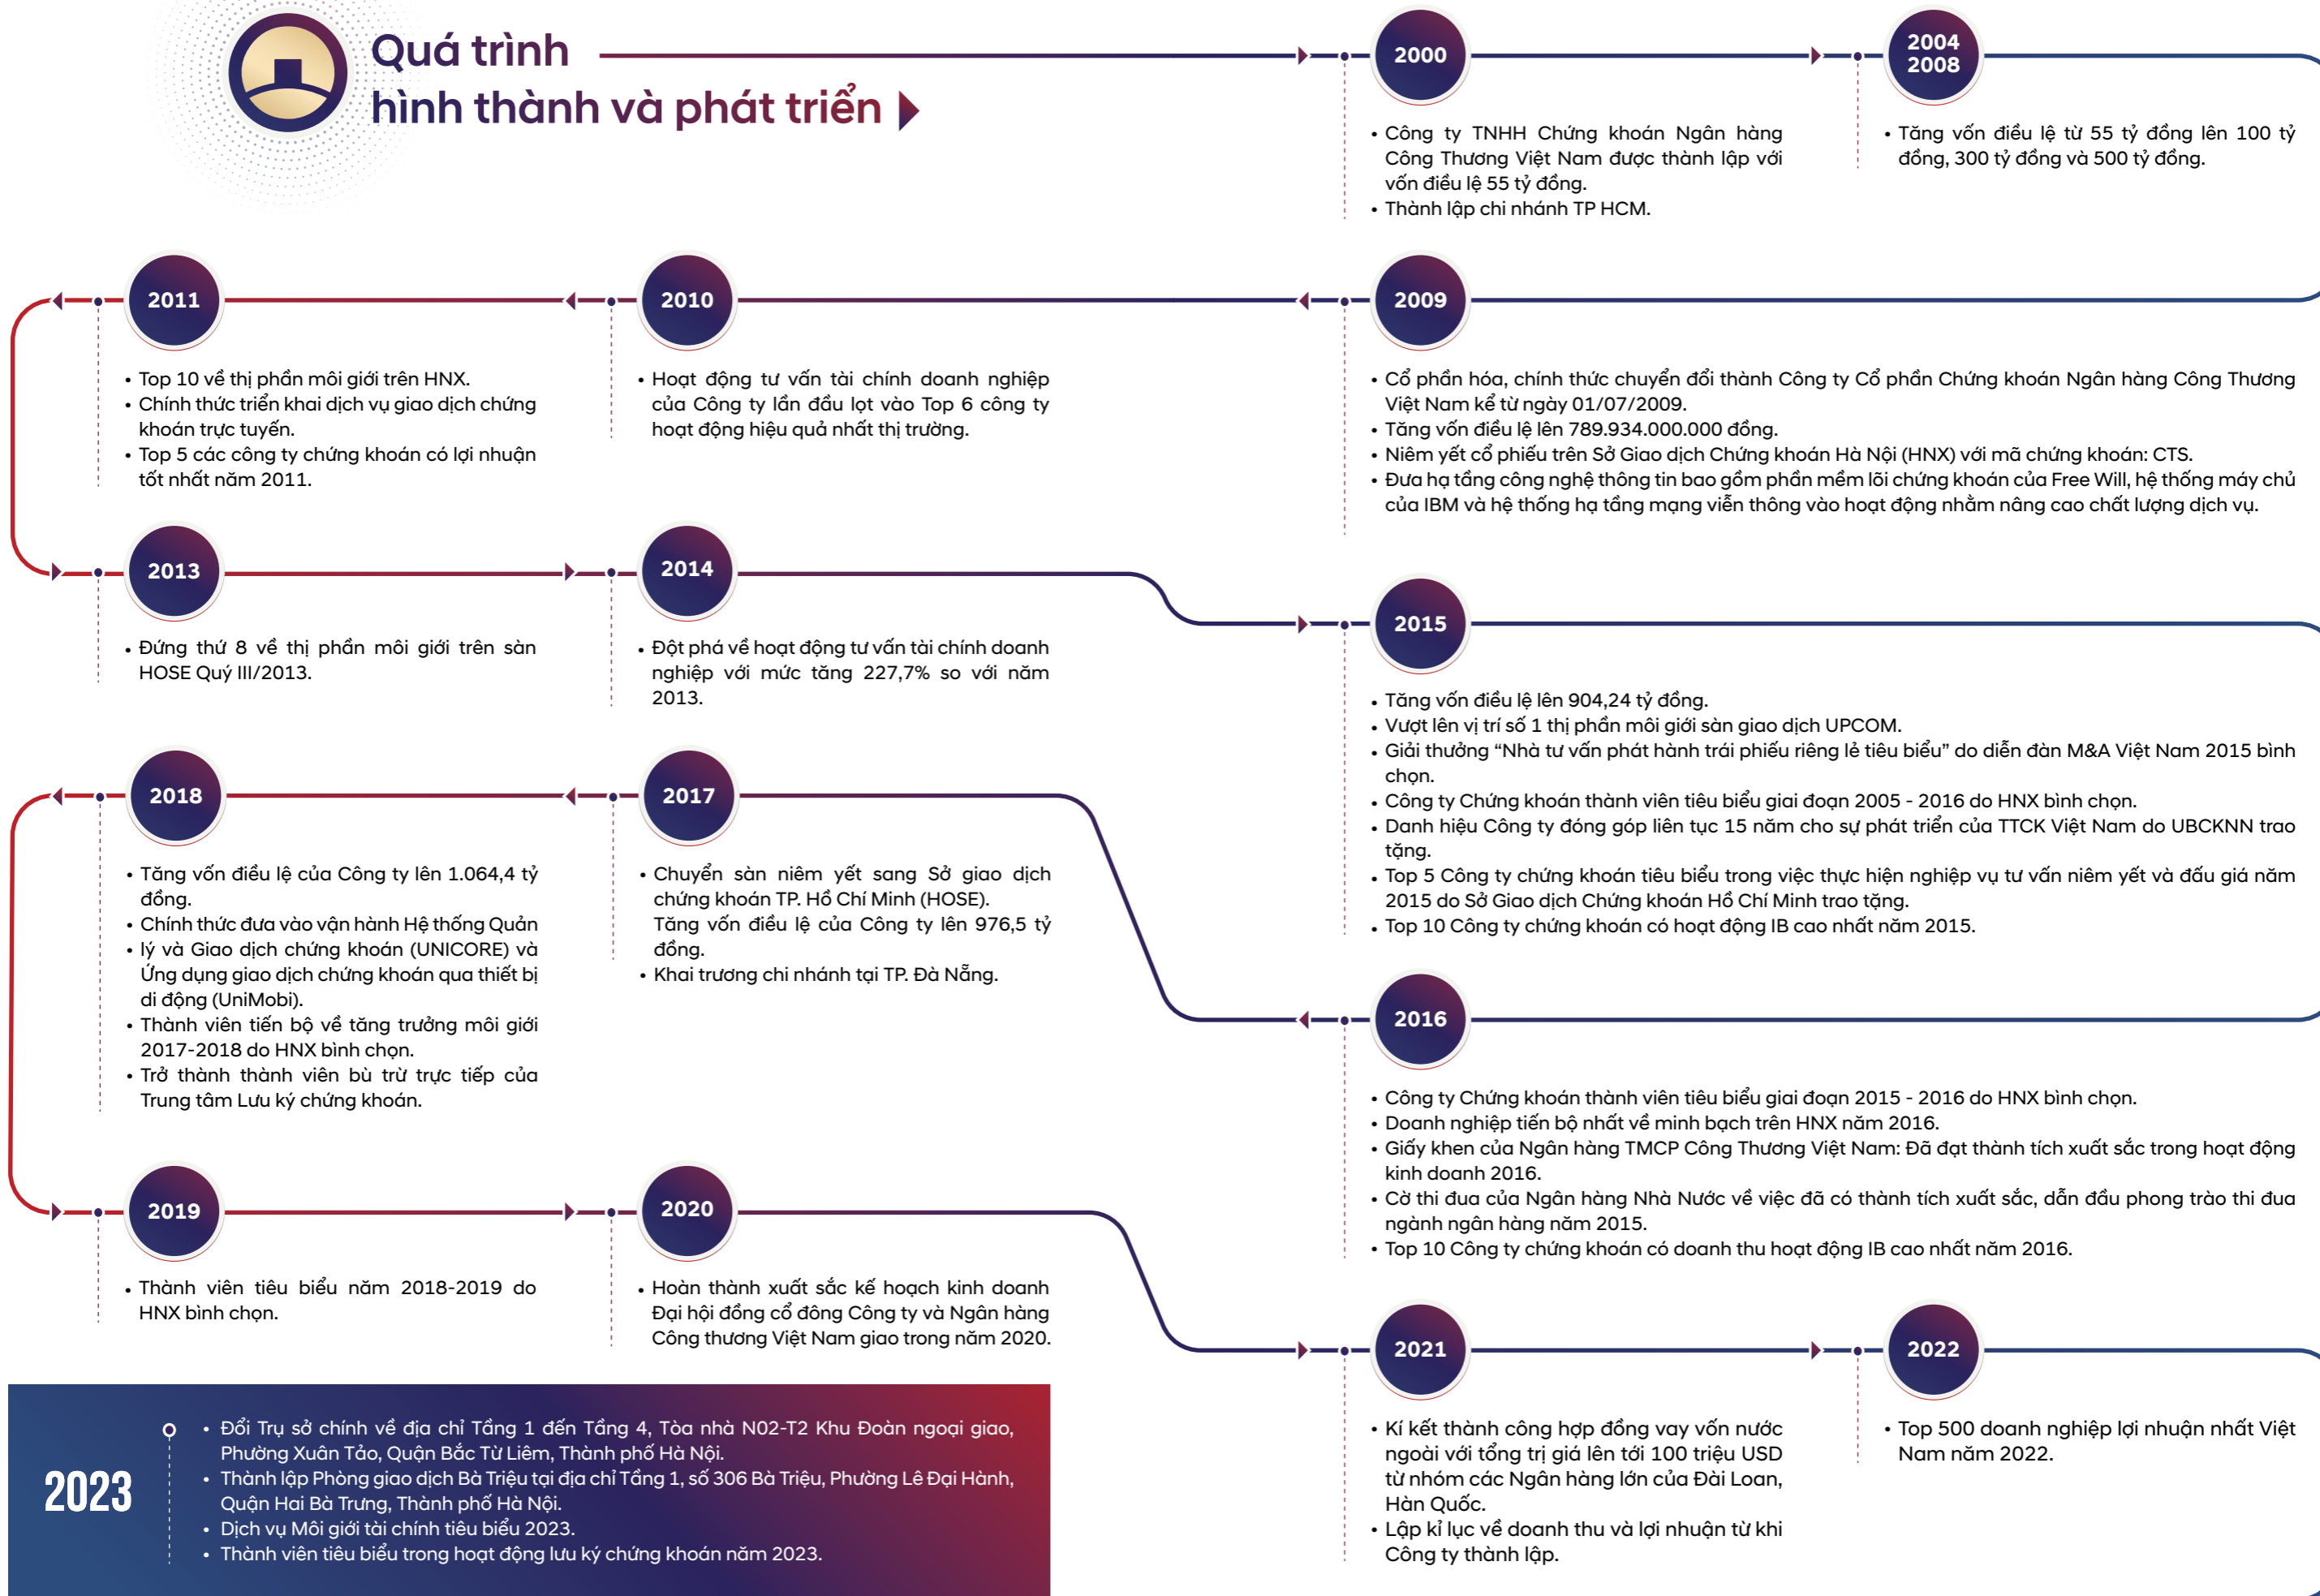 Quá trình
hình thành và phát triển
2000
• Công ty TNHH Chứng khoán Ngân hàng
Công Thương Việt Nam được thành lập với
vốn điều lệ 55 tỷ đồng.
• Thành lập chi nhánh TP HCM.
2004
2008
• Tăng vốn điều lệ từ 55 tỷ đồng lên 100 tỷ
đồng, 300 tỷ đồng và 500 tỷ đồng.
2009
• Cổ phần hóa, chính thức chuyển đổi thành Công ty Cổ phần Chứng khoán Ngân hàng Công Thương
Việt Nam kể từ ngày 01/07/2009.
• Tăng vốn điều lệ lên 789.934.000.000 đồng.
• Niêm yết cổ phiếu trên Sở Giao dịch Chứng khoán Hà Nội (HNX) với mã chứng khoán: CTS.
• Đưa hạ tầng công nghệ thông tin bao gồm phần mềm lõi chứng khoán của Free Will, hệ thống máy chủ
của IBM và hệ thống hạ tầng mạng viễn thông vào hoạt động nhằm nâng cao chất lượng dịch vụ.
2010
• Hoạt động tư vấn tài chính doanh nghiệp
của Công ty lần đầu lọt vào Top 6 công ty
hoạt động hiệu quả nhất thị trường.
2011
• Top 10 về thị phần môi giới trên HNX.
• Chính thức triển khai dịch vụ giao dịch chứng
khoán trực tuyến.
• Top 5 các công ty chứng khoán có lợi nhuận
tốt nhất năm 2011.
2013
• Đứng thứ 8 về thị phần môi giới trên sàn
HOSE Quý III/2013.
2014
• Đột phá về hoạt động tư vấn tài chính doanh
nghiệp với mức tăng 227,7% so với năm
2013.
2015
• Tăng vốn điều lệ lên 904,24 tỷ đồng.
• Vượt lên vị trí số 1 thị phần môi giới sàn giao dịch UPCOM.
• Giải thưởng “Nhà tư vấn phát hành trái phiếu riêng lẻ tiêu biểu” do diễn đàn M&A Việt Nam 2015 bình
chọn.
• Công ty Chứng khoán thành viên tiêu biểu giai đoạn 2005 - 2016 do HNX bình chọn.
• Danh hiệu Công ty đóng góp liên tục 15 năm cho sự phát triển của TTCK Việt Nam do UBCKNN trao
tặng.
• Top 5 Công ty chứng khoán tiêu biểu trong việc thực hiện nghiệp vụ tư vấn niêm yết và đấu giá năm
2015 do Sở Giao dịch Chứng khoán Hồ Chí Minh trao tặng.
• Top 10 Công ty chứng khoán có hoạt động IB cao nhất năm 2015.
2016
• Công ty Chứng khoán thành viên tiêu biểu giai đoạn 2015 - 2016 do HNX bình chọn.
• Doanh nghiệp tiến bộ nhất về minh bạch trên HNX năm 2016.
• Giấy khen của Ngân hàng TMCP Công Thương Việt Nam: Đã đạt thành tích xuất sắc trong hoạt động
kinh doanh 2016.
• Cờ thi đua của Ngân hàng Nhà Nước về việc đã có thành tích xuất sắc, dẫn đầu phong trào thi đua
ngành ngân hàng năm 2015.
• Top 10 Công ty chứng khoán có doanh thu hoạt động IB cao nhất năm 2016.
2017
• Chuyển sàn niêm yết sang Sở giao dịch
chứng khoán TP. Hồ Chí Minh (HOSE).
Tăng vốn điều lệ của Công ty lên 976,5 tỷ
đồng.
• Khai trương chi nhánh tại TP. Đà Nẵng.
2018
• Tăng vốn điều lệ của Công ty lên 1.064,4 tỷ
đồng.
• Chính thức đưa vào vận hành Hệ thống Quản
• lý và Giao dịch chứng khoán (UNICORE) và
Ứng dụng giao dịch chứng khoán qua thiết bị
di động (UniMobi).
• Thành viên tiến bộ về tăng trưởng môi giới
2017-2018 do HNX bình chọn.
• Trở thành thành viên bù trừ trực tiếp của
Trung tâm Lưu ký chứng khoán.
2019
• Thành viên tiêu biểu năm 2018-2019 do
HNX bình chọn.
2020
• Hoàn thành xuất sắc kế hoạch kinh doanh
Đại hội đồng cổ đông Công ty và Ngân hàng
Công thương Việt Nam giao trong năm 2020.
2021
• Kí kết thành công hợp đồng vay vốn nước
ngoài với tổng trị giá lên tới 100 triệu USD
từ nhóm các Ngân hàng lớn của Đài Loan,
Hàn Quốc.
• Lập kỉ lục về doanh thu và lợi nhuận từ khi
Công ty thành lập.
2022
• Top 500 doanh nghiệp lợi nhuận nhất Việt
Nam năm 2022.
2023
• Đổi Trụ sở chính về địa chỉ Tầng 1 đến Tầng 4, Tòa nhà N02-T2 Khu Đoàn ngoại giao,
Phường Xuân Tảo, Quận Bắc Từ Liêm, Thành phố Hà Nội.
• Thành lập Phòng giao dịch Bà Triệu tại địa chỉ Tầng 1, số 306 Bà Triệu, Phường Lê Đại Hành,
Quận Hai Bà Trưng, Thành phố Hà Nội.
• Dịch vụ Môi giới tài chính tiêu biểu 2023.
• Thành viên tiêu biểu trong hoạt động lưu ký chứng khoán năm 2023.